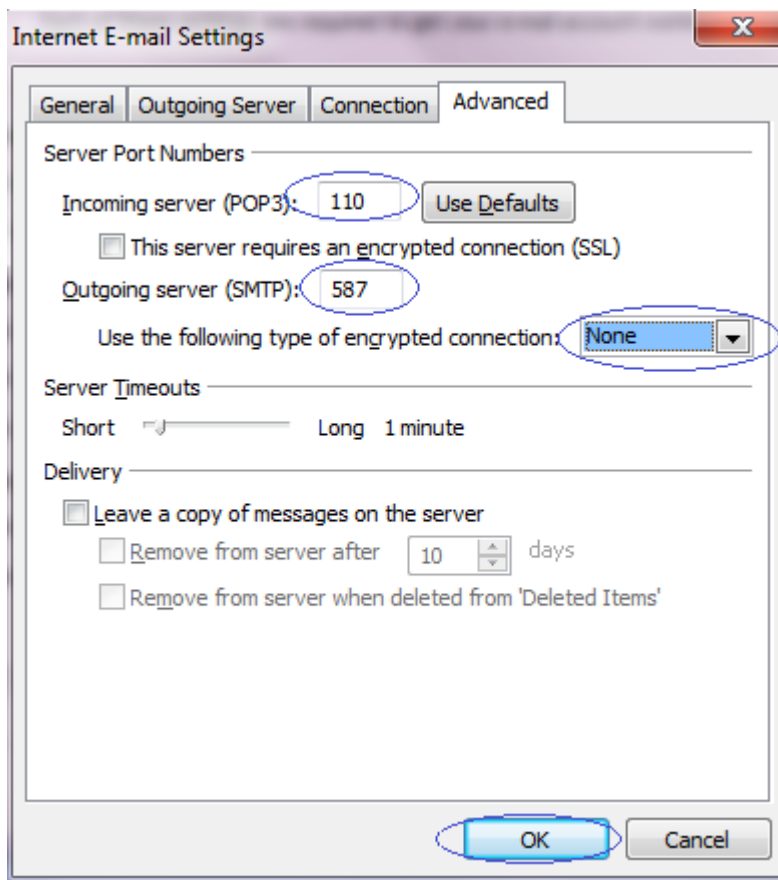 Internet E-mail Settings
General Outgoing Server Connection Advanced
Server Port Numbers
Incoming server (POP3): 110 Use Defaults
This server requires an encrypted connection (SSL)
Outgoing server (SMTP): 587
Use the following type of encrypted connection: None
Server Timeouts
Short Long 1 minute
Delivery
Leave a copy of messages on the server
Remove from server after 10 days
Remove from server when deleted from 'Deleted Items'
OK Cancel